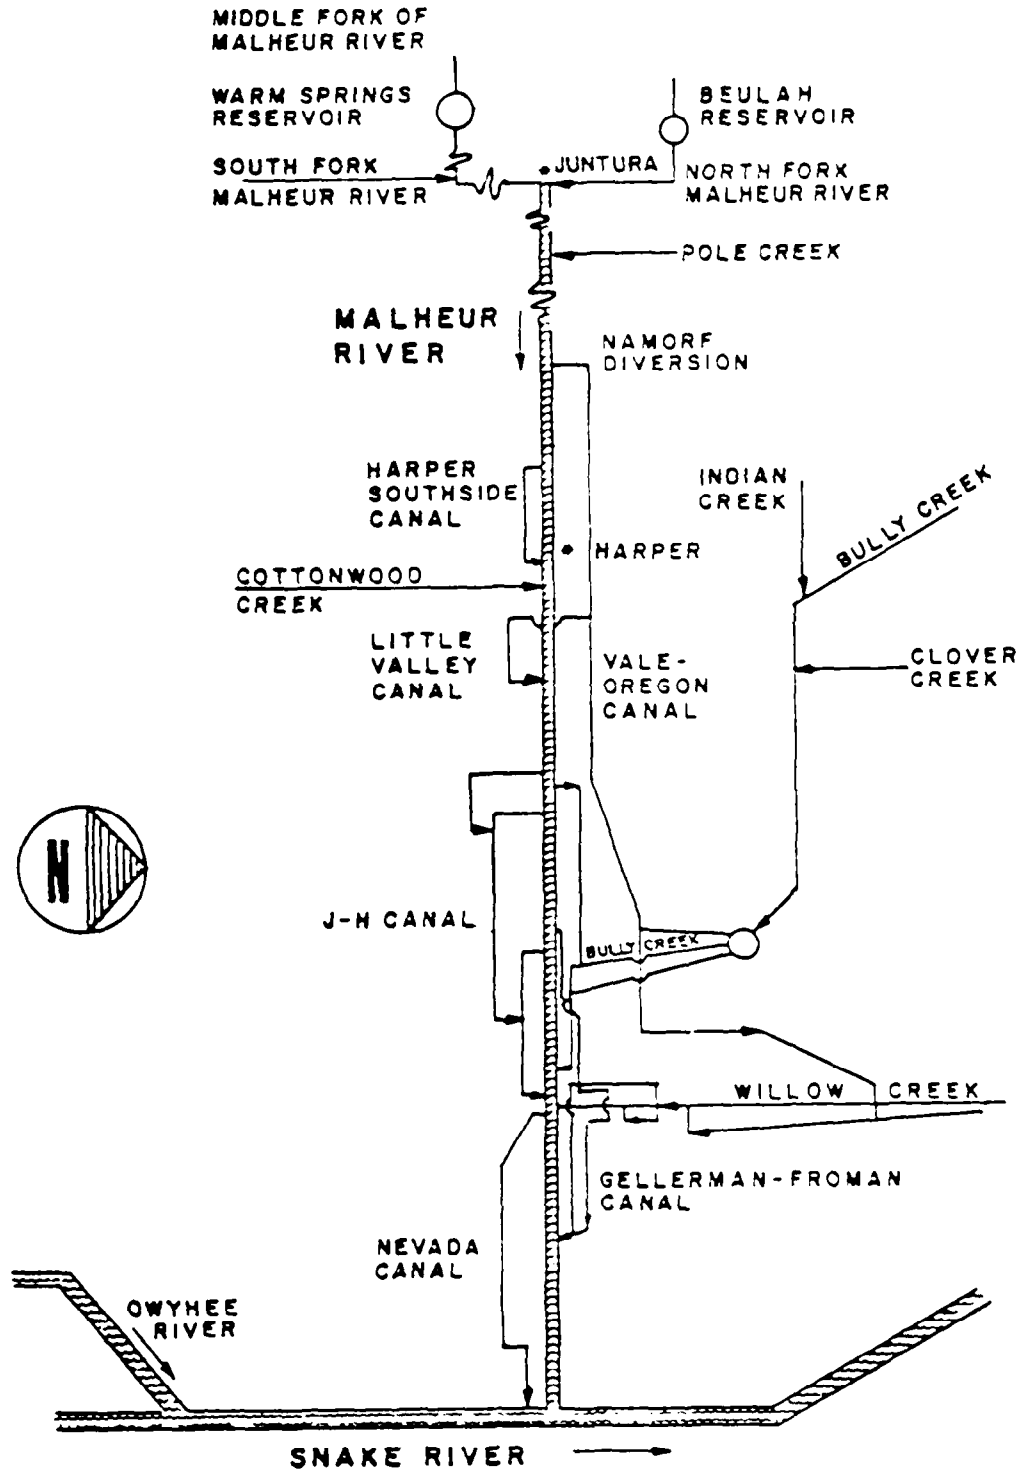 MIDDLE FORK OF
MALHEUR RIVER
WARM SPRINGS
RESERVOIR
BEULAH
RESERVOIR
SOUTH FORK
MALHEUR RIVER
JUNTURA
NORTH FORK
MALHEUR RIVER
POLE CREEK
MALHEUR
RIVER
NAMORF
DIVERSION
HARPER
SOUTHSIDE
CANAL
INDIAN
CREEK
BULLY CREEK
HARPER
COTTONWOOD
CREEK
LITTLE
VALLEY
CANAL
VALE-
OREGON
CANAL
CLOVER
CREEK
N
J-H CANAL
BULLY CREEK
WILLOW CREEK
GELLERMAN-FROMAN
CANAL
NEVADA
CANAL
OWYHEE
RIVER
SNAKE RIVER